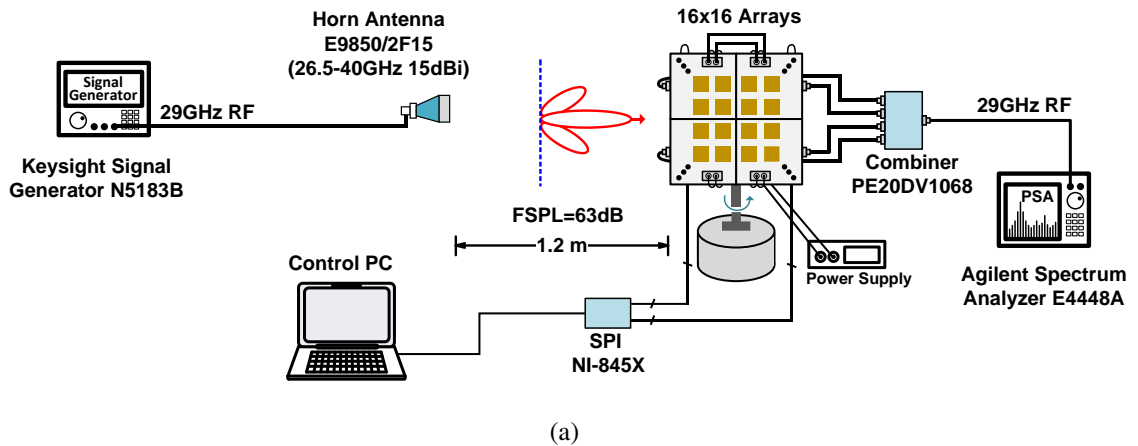 16x16 Arrays
Horn Antenna
E9850/2F15
(26.5-40GHz 15dBi)
Signal
Generator
29GHz RF
29GHz RF
Keysight Signal
Generator N5183B
Combiner
PE20DV1068
PSA
FSPL=63dB
1.2 m
Control PC
Power Supply
Agilent Spectrum
Analyzer E4448A
SPI
NI-845X
(a)